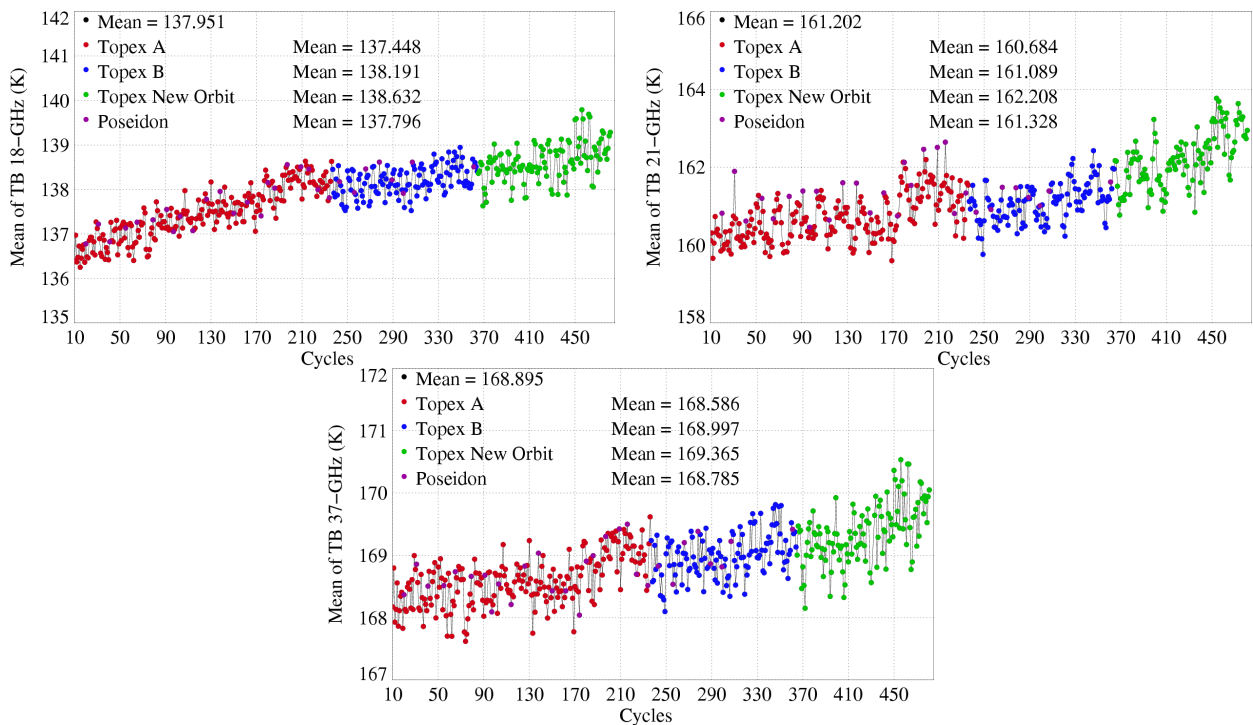 142
141
140
139
138
137
136
135
Mean of TB 18−GHz (K)
Mean = 137.951
Topex A Mean = 137.448
Topex B Mean = 138.191
Topex New Orbit Mean = 138.632
Poseidon Mean = 137.796
10 50 90 130 170 210 250 290 330 370 410 450
Cycles
166
164
162
160
158
Mean of TB 21−GHz (K)
Mean = 161.202
Topex A Mean = 160.684
Topex B Mean = 161.089
Topex New Orbit Mean = 162.208
Poseidon Mean = 161.328
10 50 90 130 170 210 250 290 330 370 410 450
Cycles
172
171
170
169
168
167
Mean of TB 37−GHz (K)
Mean = 168.895
Topex A Mean = 168.586
Topex B Mean = 168.997
Topex New Orbit Mean = 169.365
Poseidon Mean = 168.785
10 50 90 130 170 210 250 290 330 370 410 450
Cycles